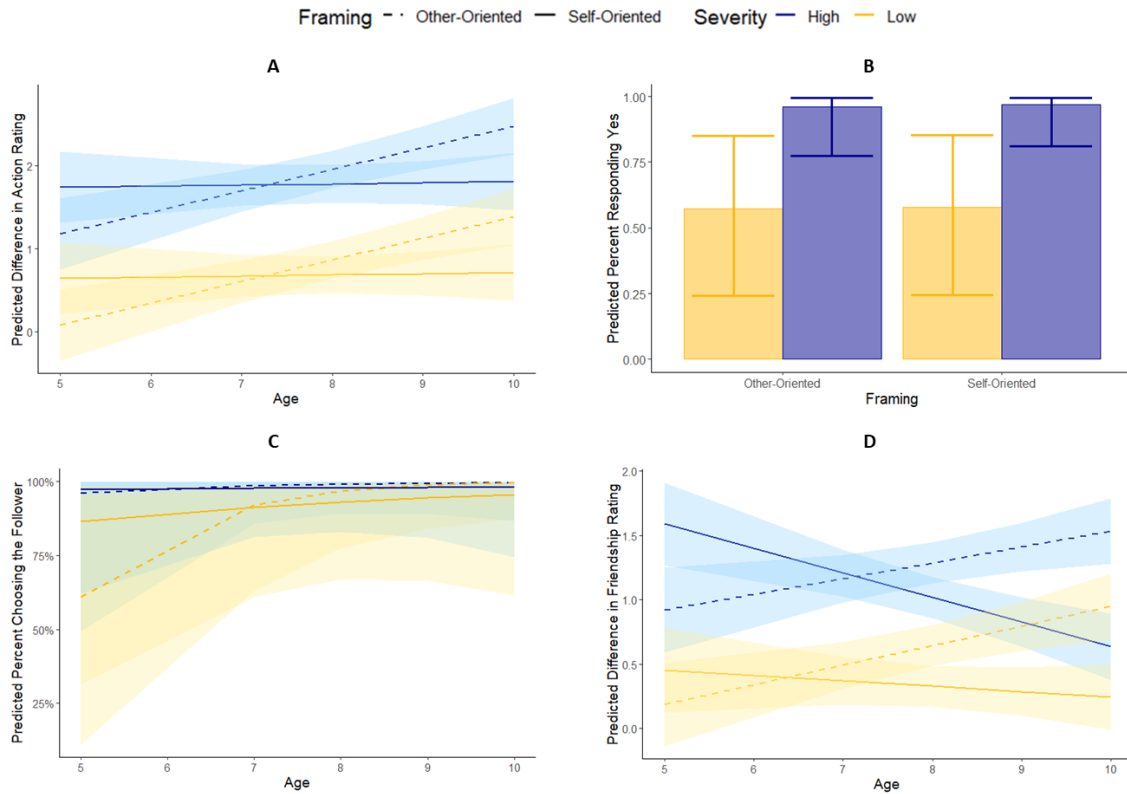 Framing Other-Oriented Self-Oriented Severity High Low
A
Predicted Difference in Action Rating
2
1
0
5 6 7 8 9 10
Age
B
Predicted Percent Responding Yes
1.00
0.75
0.50
0.25
0.00
Other-Oriented Self-Oriented
Framing
C
Predicted Percent Choosing the Follower
100%
75%
50%
25%
5 6 7 8 9 10
Age
D
Predicted Difference in Friendship Rating
2.0
1.5
1.0
0.5
0.0
5 6 7 8 9 10
Age